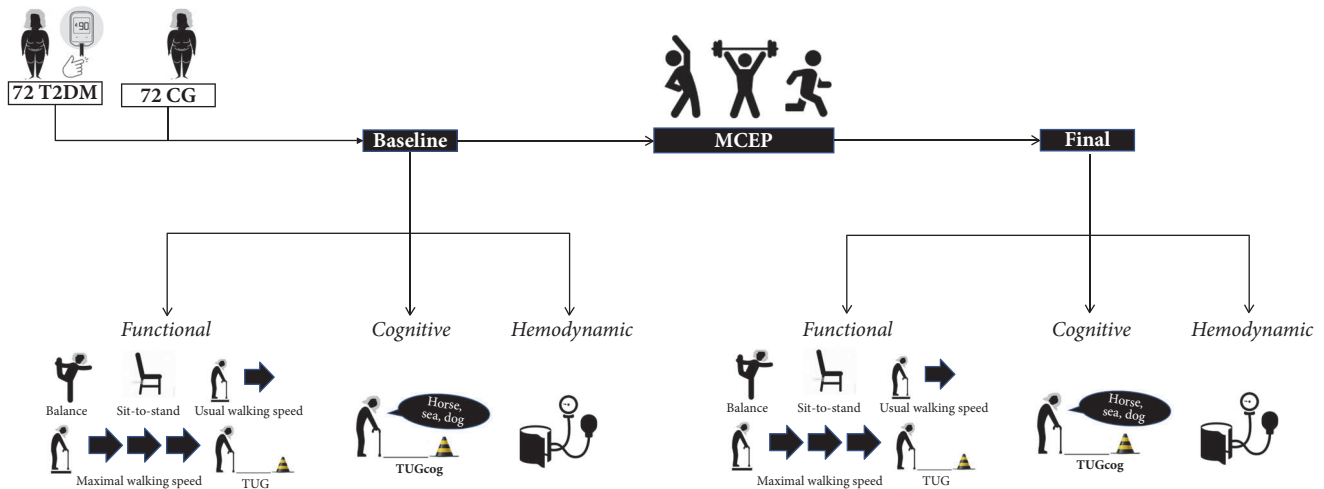 90
72 T2DM
72 CG
Baseline
MCEP
Final
Functional
Cognitive
Hemodynamic
Balance
Sit-to-stand
Usual walking speed
Maximal walking speed
TUG
Horse,
sea, dog
TUGcog
Functional
Cognitive
Hemodynamic
Balance
Sit-to-stand
Usual walking speed
Maximal walking speed
TUG
Horse,
sea, dog
TUGcog